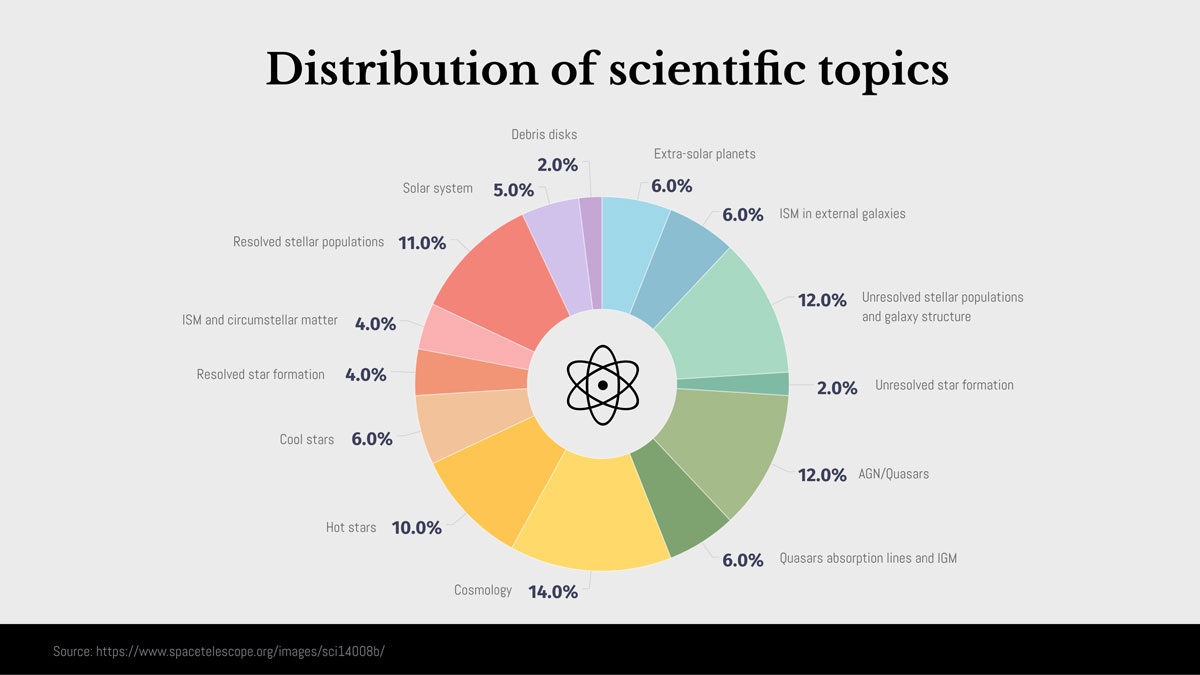 Distribution of scientific topics
Debris disks
2.0%
Extra-solar planets
6.0%
Solar system 5.0%
6.0% ISM in external galaxies
Resolved stellar populations 11.0%
12.0% Unresolved stellar populations
and galaxy structure
ISM and circumstellar matter 4.0%
Resolved star formation 4.0%
2.0% Unresolved star formation
Cool stars 6.0%
12.0% AGN/Quasars
Hot stars 10.0%
6.0% Quasars absorption lines and IGM
Cosmology 14.0%
Source: https://www.spacetelescope.org/images/sci14008b/